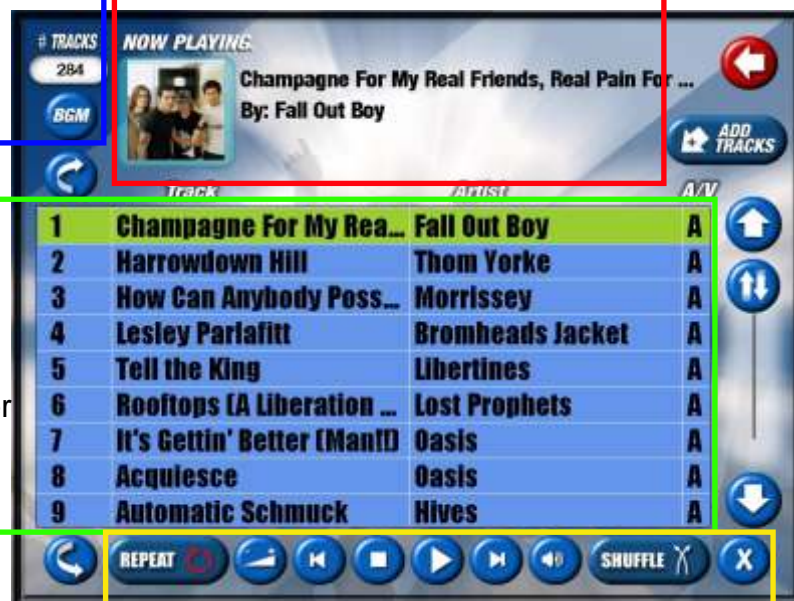 # TRACKS
284
BGM
NOW PLAYING
Champagne For My Real Friends, Real Pain For ...
By: Fall Out Boy
ADD
TRACKS
Track Artist A/V
1 Champagne For My Rea... Fall Out Boy A
2 Harrowdown Hill Thom Yorke A
3 How Can Anybody Poss... Morrissey A
4 Lesley Parlafitt Bromheads Jacket A
5 Tell the King Libertines A
r
6 Rooftops (A Liberation ... Lost Prophets A
7 It's Gettin' Better (Man!!) Oasis A
8 Acquiesce Oasis A
9 Automatic Schmuck Hives A
REPEAT SHUFFLE X